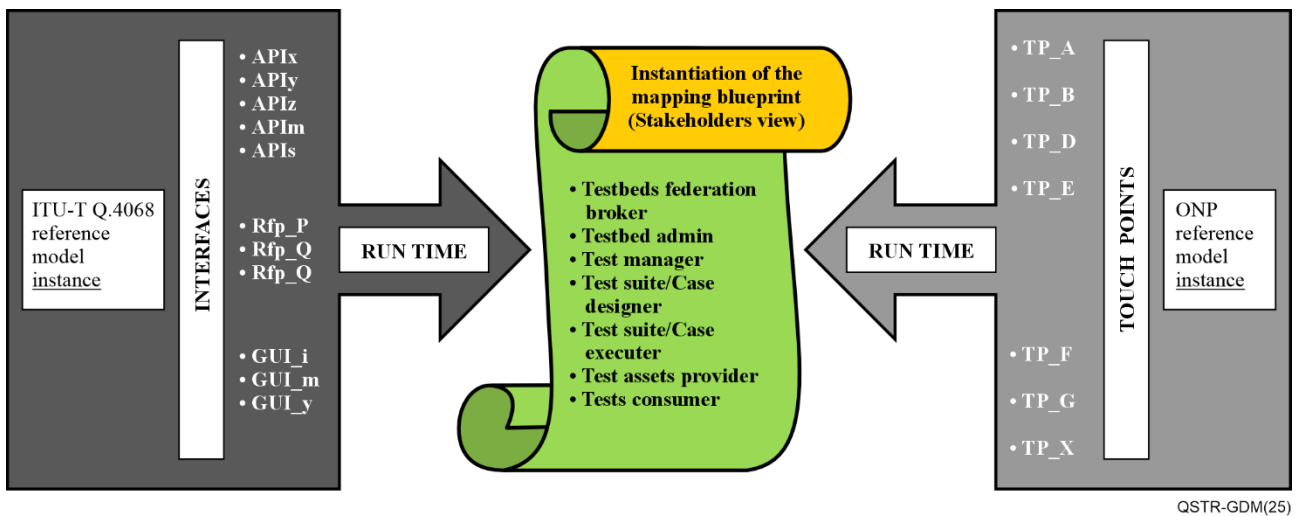 ITU-T Q.4068
reference
model
instance
INTERFACES
• APIx
• APIy
• APIz
• APIm
• APIs
• Rfp_P
• Rfp_Q
• Rfp_Q
• GUI_i
• GUI_m
• GUI_y
RUN TIME
Instantiation of the
mapping blueprint
(Stakeholders view)
• Testbeds federation
broker
• Testbed admin
• Test manager
• Test suite/Case
designer
• Test suite/Case
executer
• Test assets provider
• Tests consumer
RUN TIME
• TP_A
• TP_B
• TP_D
• TP_E
• TP_F
• TP_G
• TP_X
TOUCH POINTS
ONP
reference
model
instance
QSTR-GDM(25)